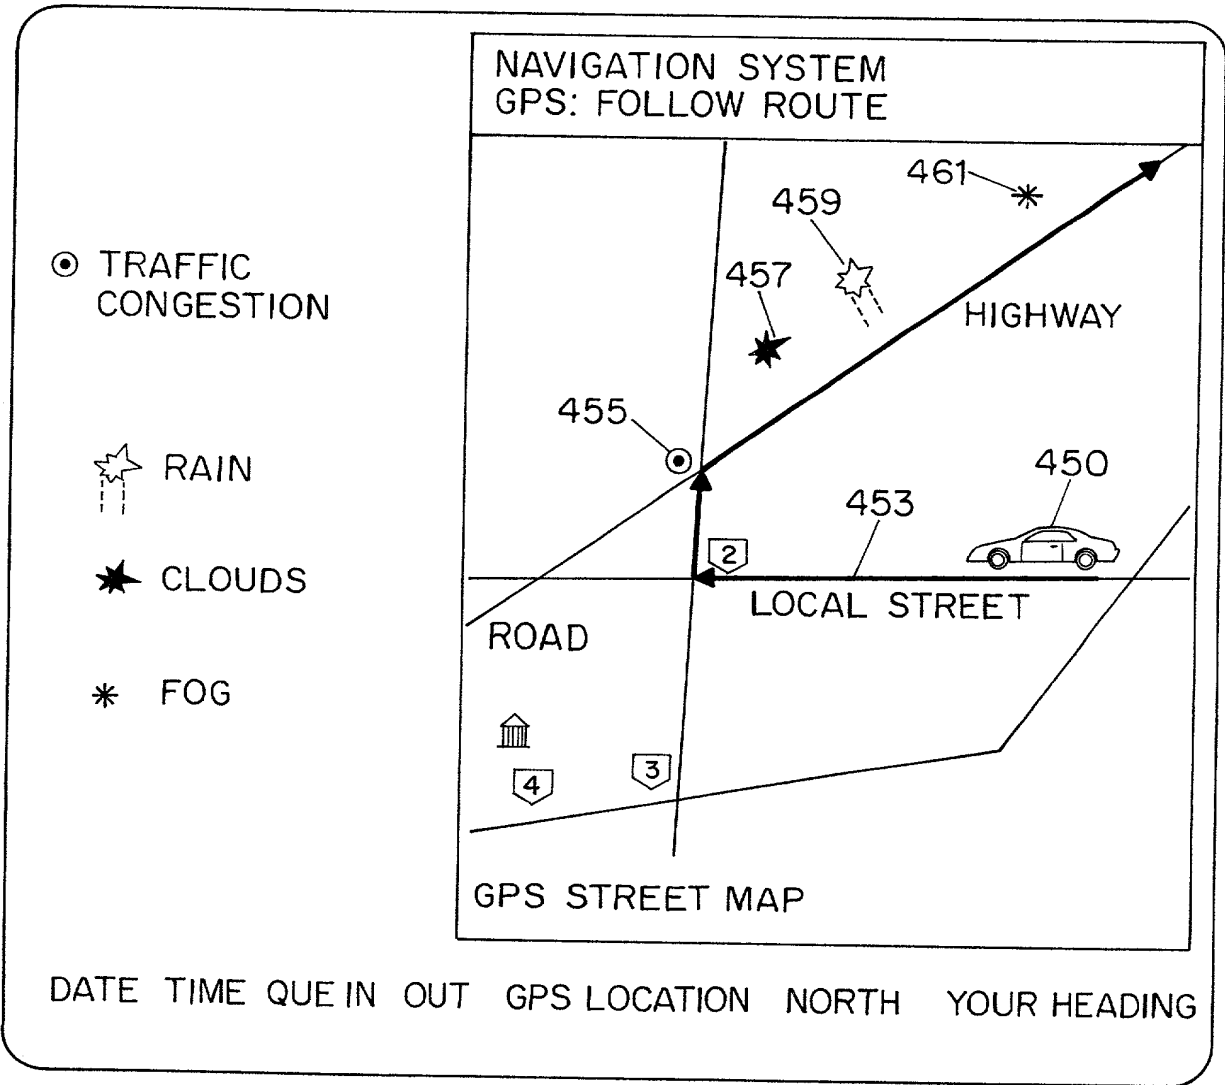 NAVIGATION SYSTEM
GPS: FOLLOW ROUTE
TRAFFIC
CONGESTION
RAIN
CLOUDS
FOG
461
459
457
HIGHWAY
455
450
453
2
LOCAL STREET
ROAD
3
4
GPS STREET MAP
DATE TIME QUE IN OUT GPS LOCATION NORTH YOUR HEADING